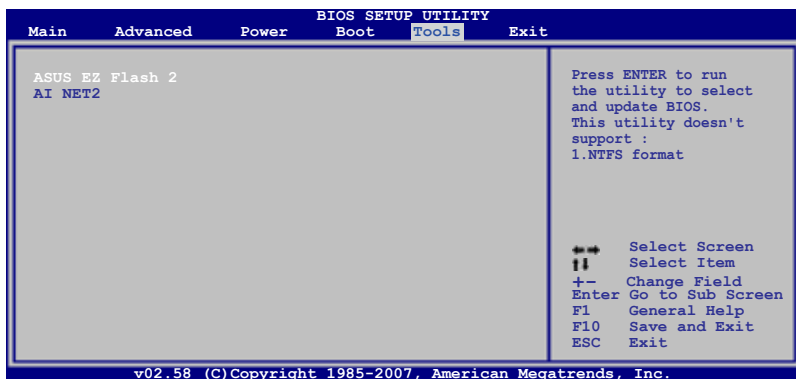 BIOS SETUP UTILITY
Main Advanced Power Boot Tools Exit
ASUS EZ Flash 2
AI NET2
Press ENTER to run
the utility to select
and update BIOS.
This utility doesn't
support :
1.NTFS format
Select Screen
Select Item
+- Change Field
Enter Go to Sub Screen
F1 General Help
F10 Save and Exit
ESC Exit
v02.58 (C)Copyright 1985-2007, American Megatrends, Inc.